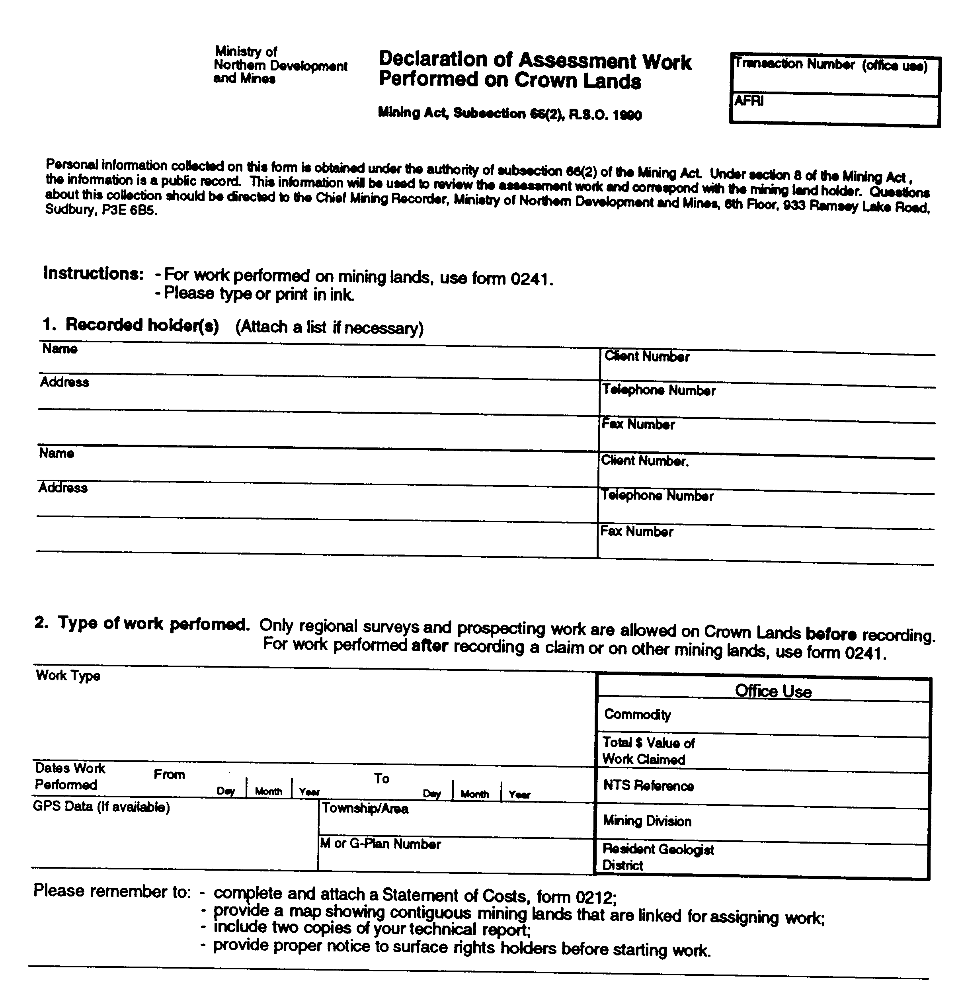 Ministry of
Northern Development
and Mines
Declaration of Assessment Work
Performed on Crown Lands
Mining Act, Subsection 66(2), R.S.O. 1990
Transaction Number (office use)
AFRI
Personal information collected on this form is obtained under the authority of subsection 66(2) of the Mining Act. Under section 8 of the Mining Act,
the information is a public record. This information will be used to review the assessment work and correspond with the mining land holder. Questions
about this collection should be directed to the Chief Mining Recorder, Ministry of Northern Development and Mines, 6th Floor, 933 Ramsey Lake Road,
Sudbury, P3E 6B5.
Instructions: - For work performed on mining lands, use form 0241.
- Please type or print in ink.
1. Recorded holder(s) (Attach a list if necessary)
Name
Client Number
Address
Telephone Number
Fax Number
Name
Client Number.
Address
Telephone Number
Fax Number
2. Type of work perfomed. Only regional surveys and prospecting work are allowed on Crown Lands before recording.
For work performed after recording a claim or on other mining lands, use form 0241.
Work Type
Office Use
Commodity
Total $ Value of
Work Claimed
Dates Work
Performed
From
Day Month Year
To
Day Month Year
NTS Reference
GPS Data (If available)
Township/Area
Mining Division
M or G-Plan Number
Resident Geologist
District
Please remember to: - complete and attach a Statement of Costs, form 0212;
- provide a map showing contiguous mining lands that are linked for assigning work;
- include two copies of your technical report;
- provide proper notice to surface rights holders before starting work.